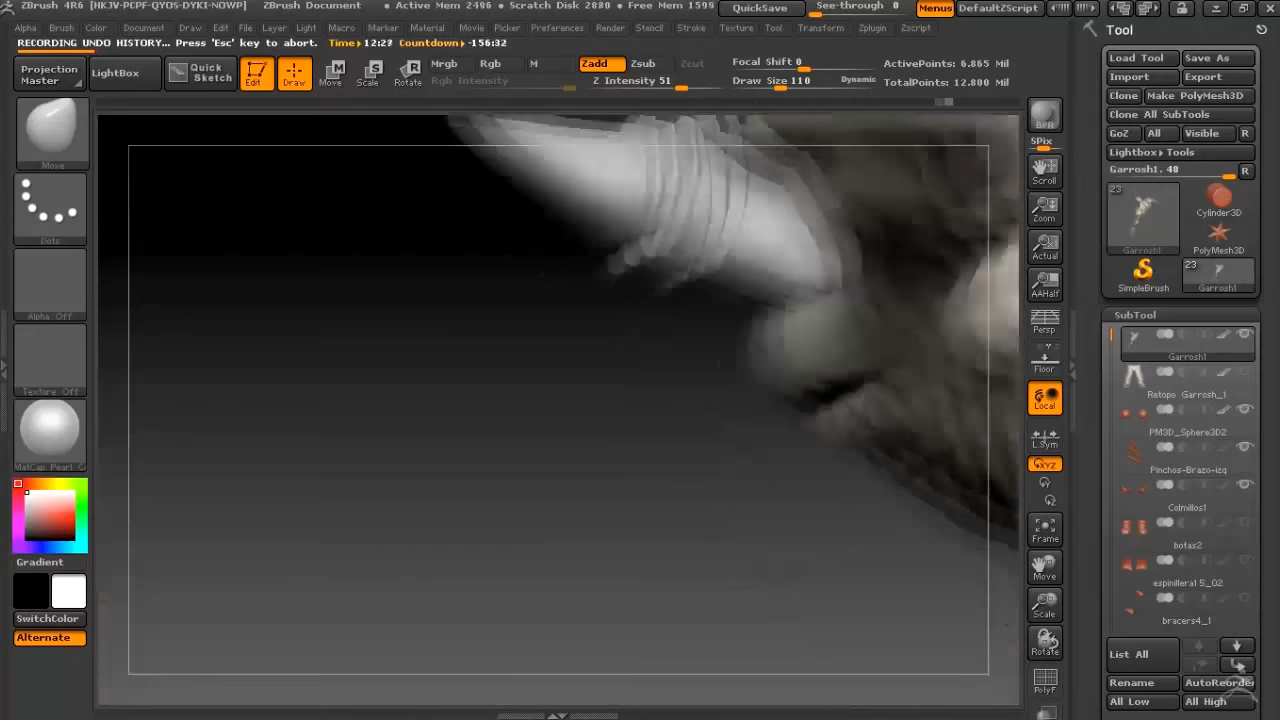 ZBrush 4R6 [HKJV-PCPF-QYOS-DYKI-NOWP] ZBrush Document • Active Mem 2496 • Scratch Disk 2880 • Free Mem 1599 QuickSave See-through 0 Menus DefaultZScript
Alpha Brush Color Document Draw Edit File Layer Light Macro Marker Material Movie Picker Preferences Render Stencil Stroke Texture Tool Transform Zplugin Zscript
RECORDING UNDO HISTORY... Press 'Esc' key to abort. Time▸12:27 Countdown▸-156:32
Projection Master
LightBox
Quick Sketch
Edit
Draw
Move
Scale
Rotate
Mrgb Rgb M
Rgb Intensity
Zadd Zsub Zcut
Z Intensity 51
Focal Shift 0
Draw Size 110 Dynamic
ActivePoints: 6.865 Mil
TotalPoints: 12.800 Mil
Move
Dots
Alpha Off
Texture Off
MatCap Pearl C
Gradient
SwitchColor
Alternate
BPR
SPix
Scroll
Zoom
Actual
AAHalf
Persp
Floor
Local
L.Sym
XYZ
Frame
Move
Scale
Rotate
PolyF
Tool
Load Tool Save As
Import Export
Clone Make PolyMesh3D
Clone All SubTools
GoZ All Visible R
Lightbox▸Tools
Garrosh1. 48 R
23
Garrosh1
Cylinder3D
PolyMesh3D
SimpleBrush
23
Garrosh1
SubTool
Garrosh1
Retopo_Garrosh_1
PM3D_Sphere3D2
Pinchos-Brazo-izq
Colmillos1
botas2
espinillera1 5_02
bracers4_1
List All
Rename AutoReorder
All Low All High